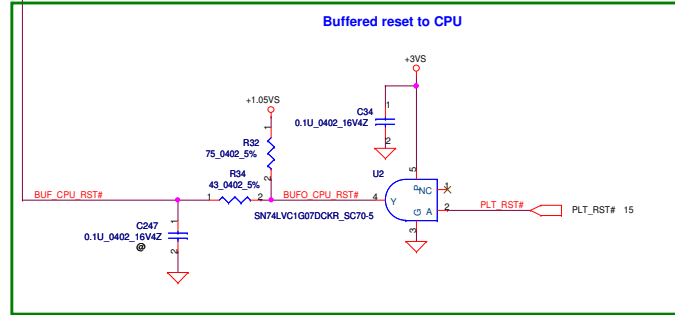 Buffered reset to CPU
+3VS
C34
0.1U_0402_16V4Z
1
2
+1.05VS
1
R32
75_0402_5%
2
U2
5
P
NC
1
R34
43_0402_5%
BUF_CPU_RST#
1
2
BUFO_CPU_RST#
4
Y
G
A
2
PLT_RST#
PLT_RST# 15
SN74LVC1G07DCKR_SC70-5
3
C247
0.1U_0402_16V4Z
@
1
2